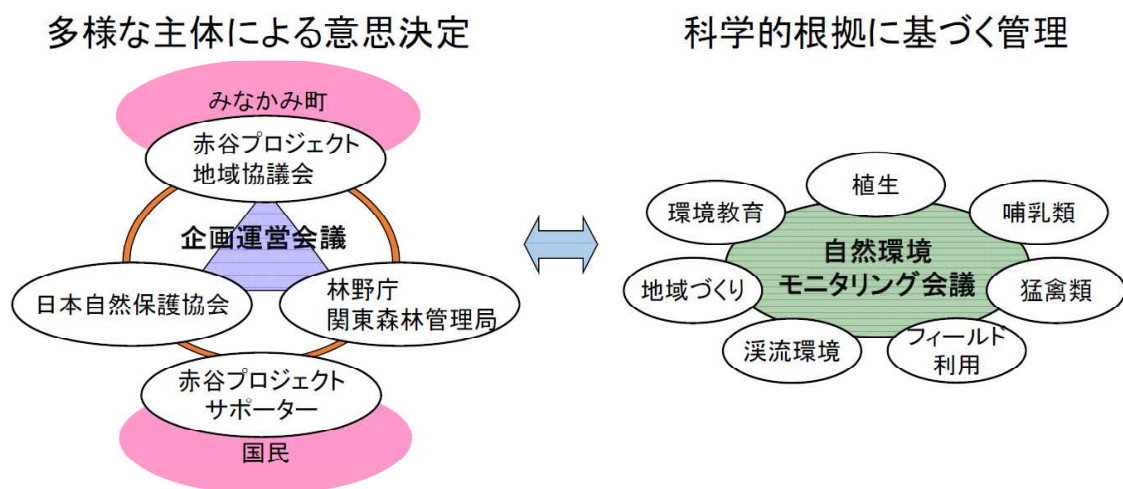 多様な主体による意思決定
みなかみ町
赤谷プロジェクト
地域協議会
企画運営会議
日本自然保護協会
林野庁
関東森林管理局
赤谷プロジェクト
サポーター
国民
科学的根拠に基づく管理
植生
環境教育
哺乳類
自然環境
モニタリング会議
地域づくり
猛禽類
渓流環境
フィールド
利用